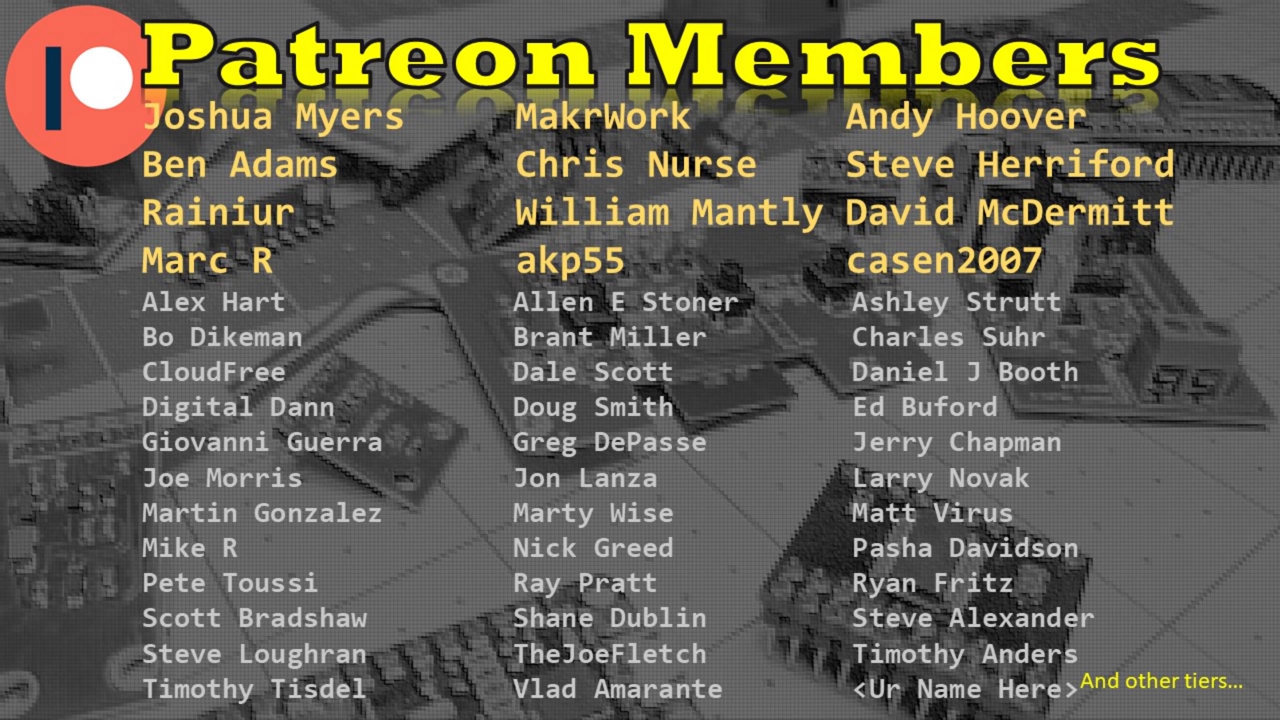 Patreon Members
Joshua Myers MakrWork Andy Hoover
Ben Adams Chris Nurse Steve Herriford
Rainiur William Mantly David McDermitt
Marc R akp55 casen2007
Alex Hart Allen E Stoner Ashley Strutt
Bo Dikeman Brant Miller Charles Suhr
CloudFree Dale Scott Daniel J Booth
Digital Dann Doug Smith Ed Buford
Giovanni Guerra Greg DePasse Jerry Chapman
Joe Morris Jon Lanza Larry Novak
Martin Gonzalez Marty Wise Matt Virus
Mike R Nick Greed Pasha Davidson
Pete Toussi Ray Pratt Ryan Fritz
Scott Bradshaw Shane Dublin Steve Alexander
Steve Loughran TheJoeFletch Timothy Anders
Timothy Tisdel Vlad Amarante <Ur Name Here>
And other tiers...